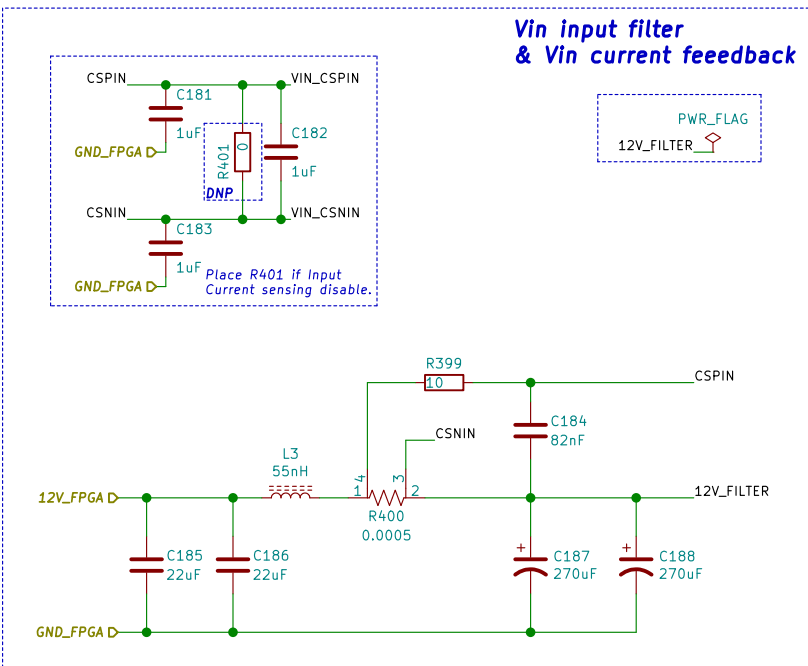 Vin input filter
& Vin current feeedback
CSPIN
VIN_CSPIN
C181
1uF
GND_FPGA
R401
0
DNP
C182
1uF
CSNIN
VIN_CSNIN
C183
1uF
GND_FPGA
Place R401 if Input
Current sensing disable.
PWR_FLAG
12V_FILTER
R399
10
CSPIN
C184
82nF
CSNIN
L3
55nH
4
3
1
2
R400
0.0005
12V_FPGA
12V_FILTER
C185
22uF
C186
22uF
+
C187
270uF
+
C188
270uF
GND_FPGA